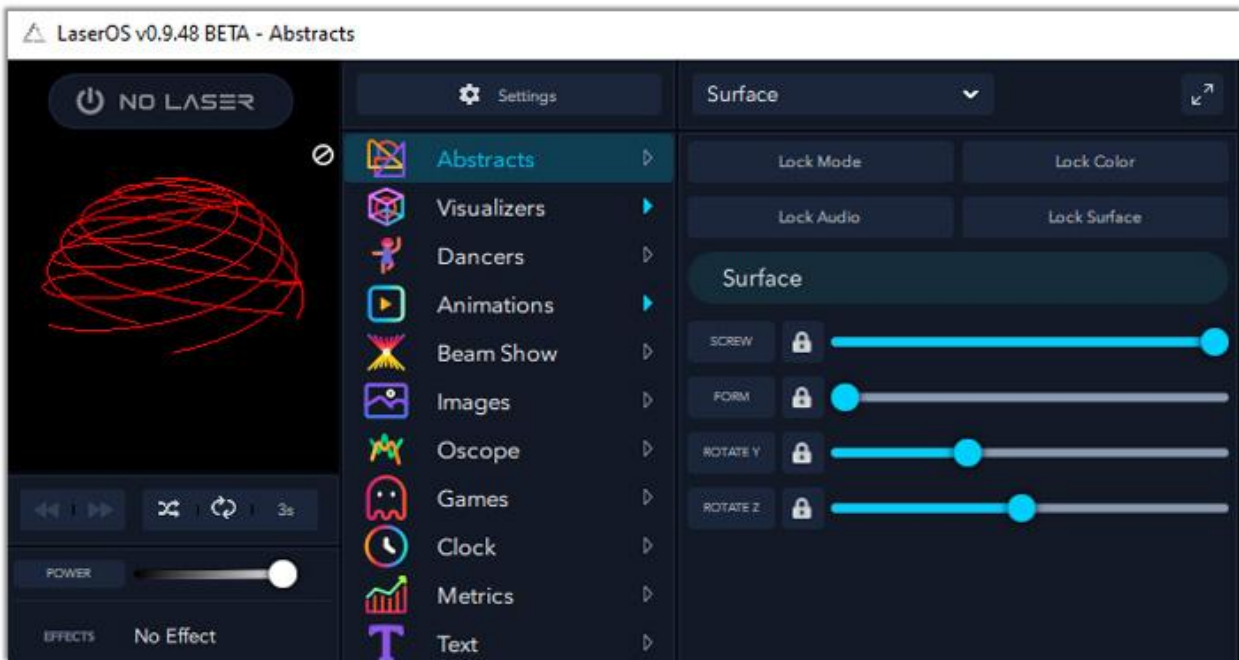 LaserOS v0.9.48 BETA - Abstracts
NO LASER
Settings
Surface
Abstracts
Visualizers
Dancers
Animations
Beam Show
Images
Oscope
Games
Clock
Metrics
Text
Lock Mode
Lock Color
Lock Audio
Lock Surface
Surface
SCREW
FORM
ROTATE Y
ROTATE Z
3s
POWER
EFFECTS No Effect